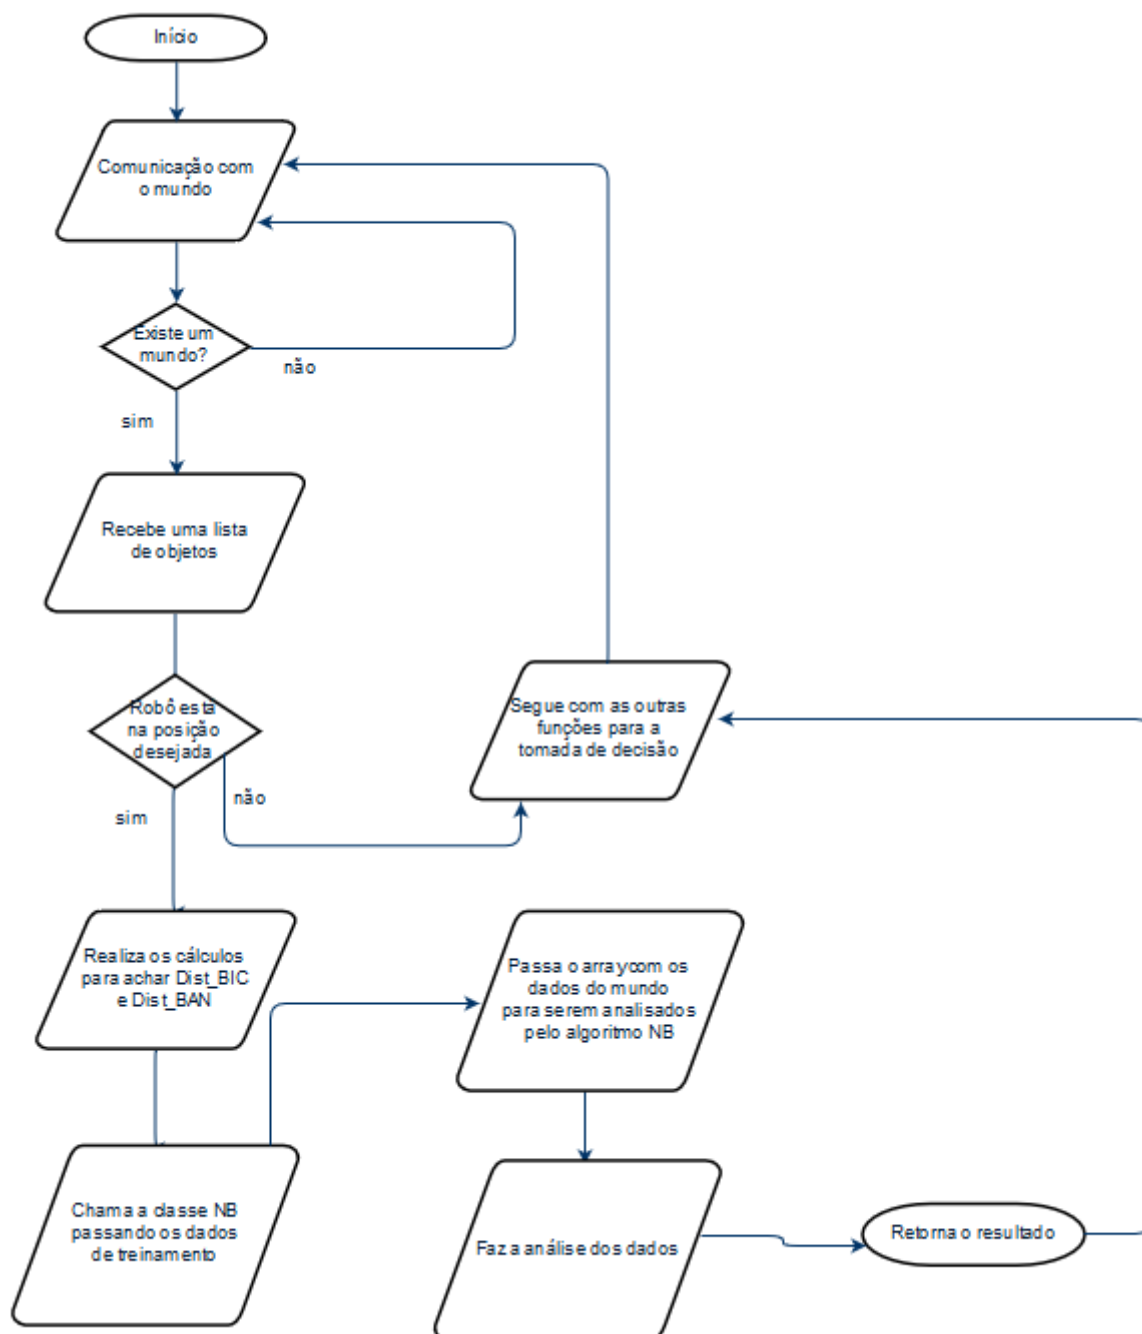 Início
Comunicação com
o mundo
Existe um
mundo?
não
sim
Recebe uma lista
de objetos
Robô está
na posição
desejada
não
sim
Segue com as outras
funções para a
tomada de decisão
Realiza os cálculos
para achar Dist_BIC
e Dist_BAN
Chama a classe NB
passando os dados
de treinamento
Passa o arraycom os
dados do mundo
para serem analisados
pelo algoritmo NB
Faz a análise dos dados
Retorna o resultado